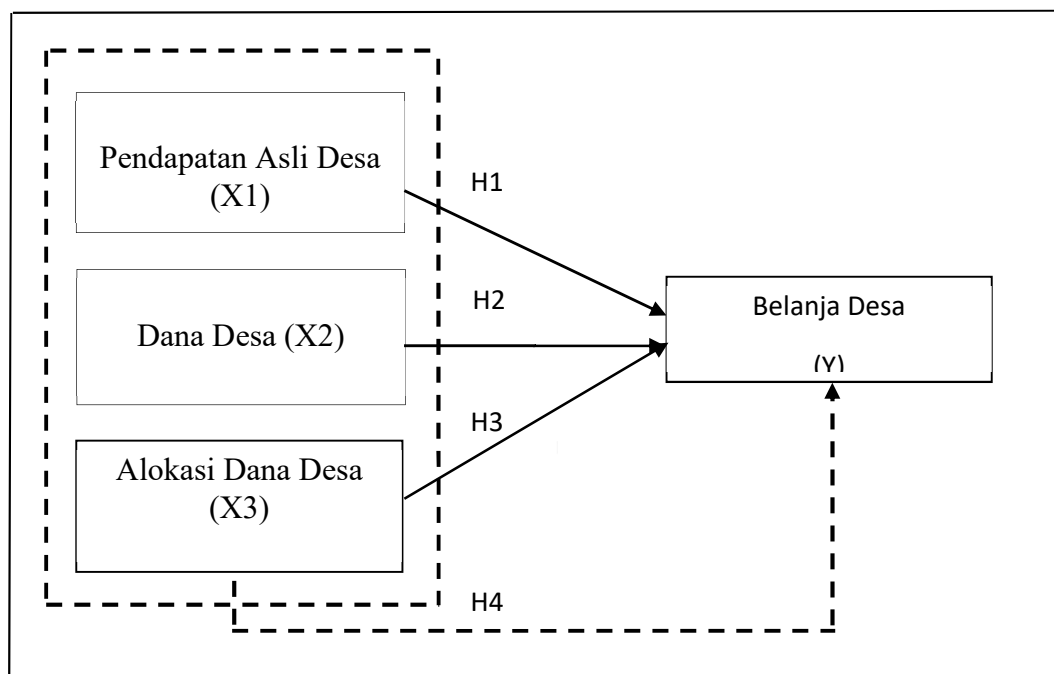 Pendapatan Asli Desa
(X1)
H1
Dana Desa (X2)
H2
Belanja Desa
(Y)
Alokasi Dana Desa
(X3)
H3
H4